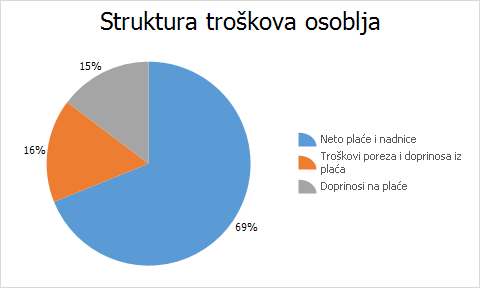 Struktura troškova osoblja
15%
16%
69%
Neto plaće i nadnice
Troškovi poreza i doprinosa iz
plaća
Doprinosi na plaće